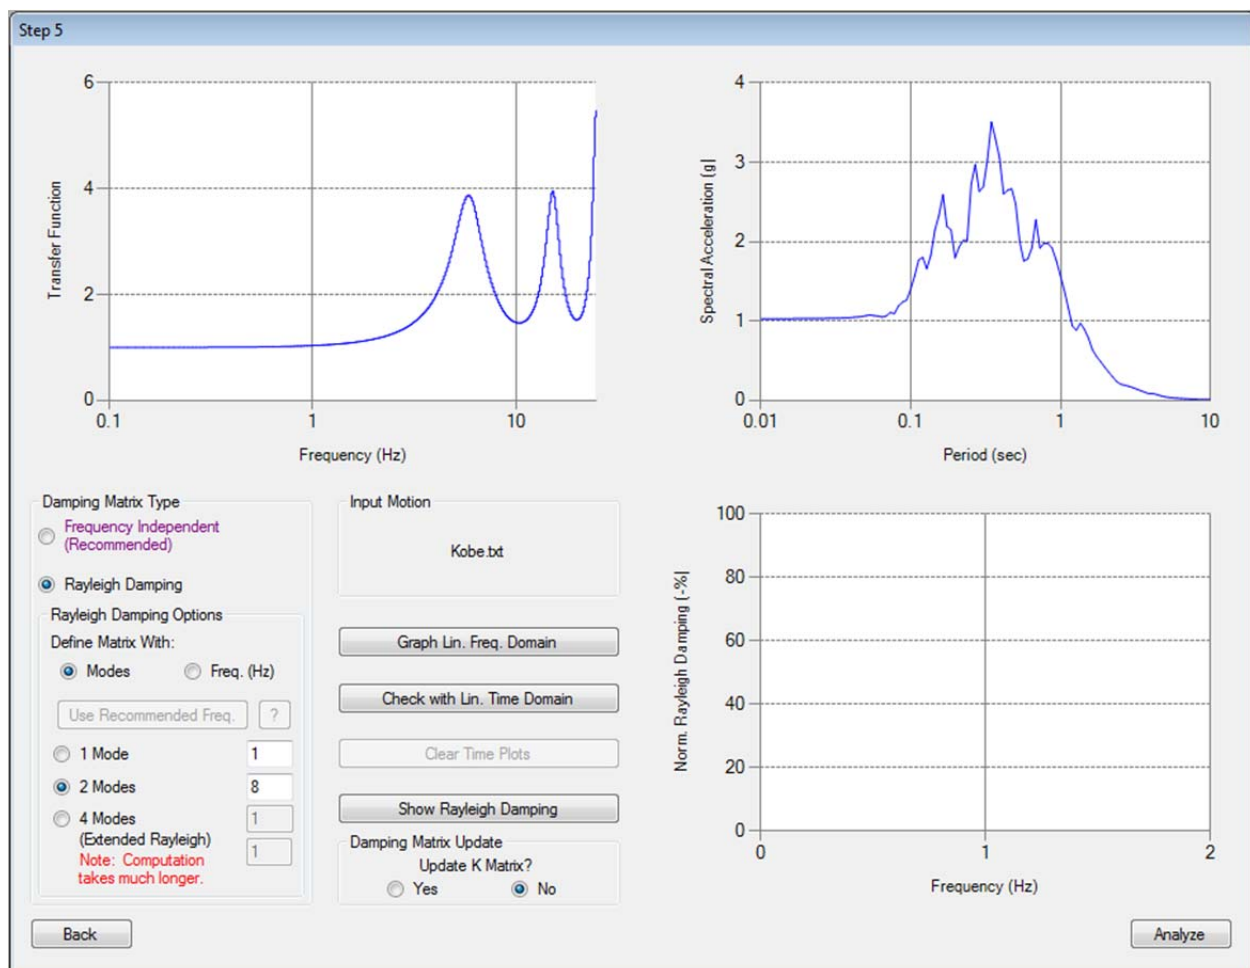 Step 5
6
4
2
0
0.1
1
10
Transfer Function
Frequency (Hz)
4
3
2
1
0
0.01
0.1
1
10
Spectral Acceleration (g)
Period (sec)
Damping Matrix Type
Frequency Independent
(Recommended)
Rayleigh Damping
Rayleigh Damping Options
Define Matrix With:
Modes
Freq. (Hz)
Use Recommended Freq.
?
1 Mode
1
2 Modes
8
4 Modes
1
(Extended Rayleigh)
1
Note: Computation
takes much longer.
Input Motion
Kobe.txt
Graph Lin. Freq. Domain
Check with Lin. Time Domain
Clear Time Plots
Show Rayleigh Damping
Damping Matrix Update
Update K Matrix?
Yes
No
100
80
60
40
20
0
0
1
2
Norm. Rayleigh Damping (-%)
Frequency (Hz)
Back
Analyze